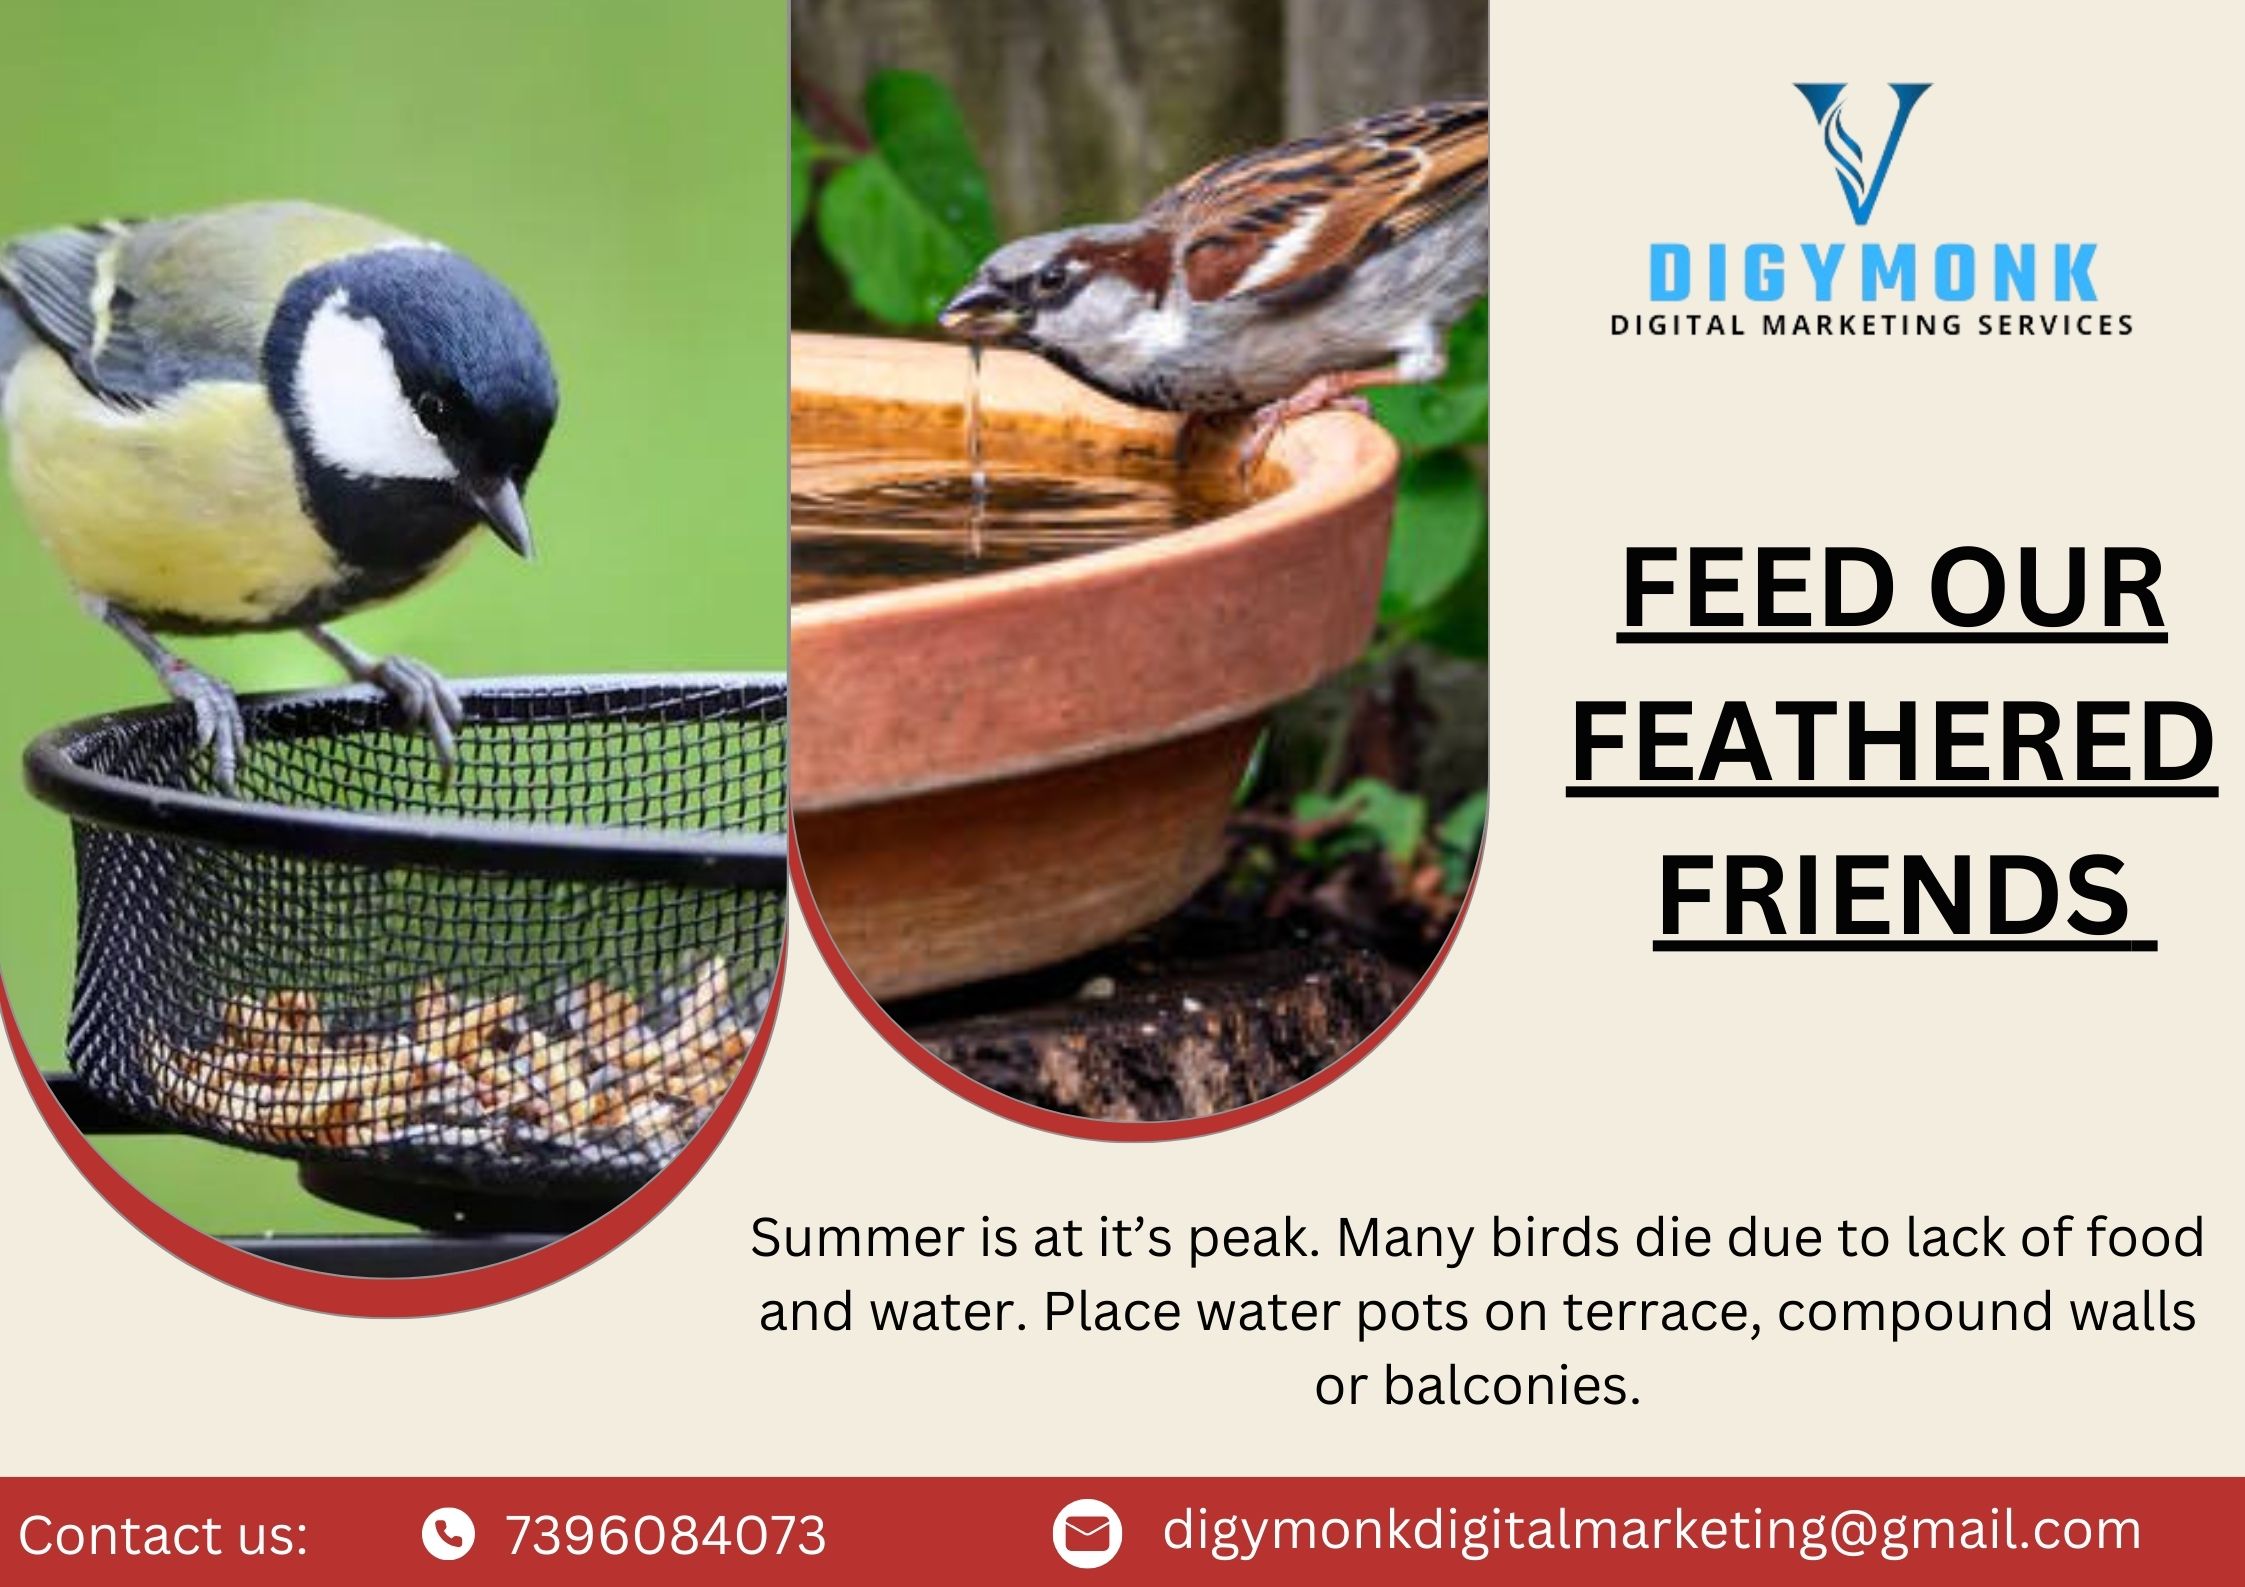 DIGYMONK
DIGITAL MARKETING SERVICES
FEED OUR
FEATHERED
FRIENDS
Summer is at it’s peak. Many birds die due to lack of food
and water. Place water pots on terrace, compound walls
or balconies.
Contact us: 7396084073 digymonkdigitalmarketing@gmail.com